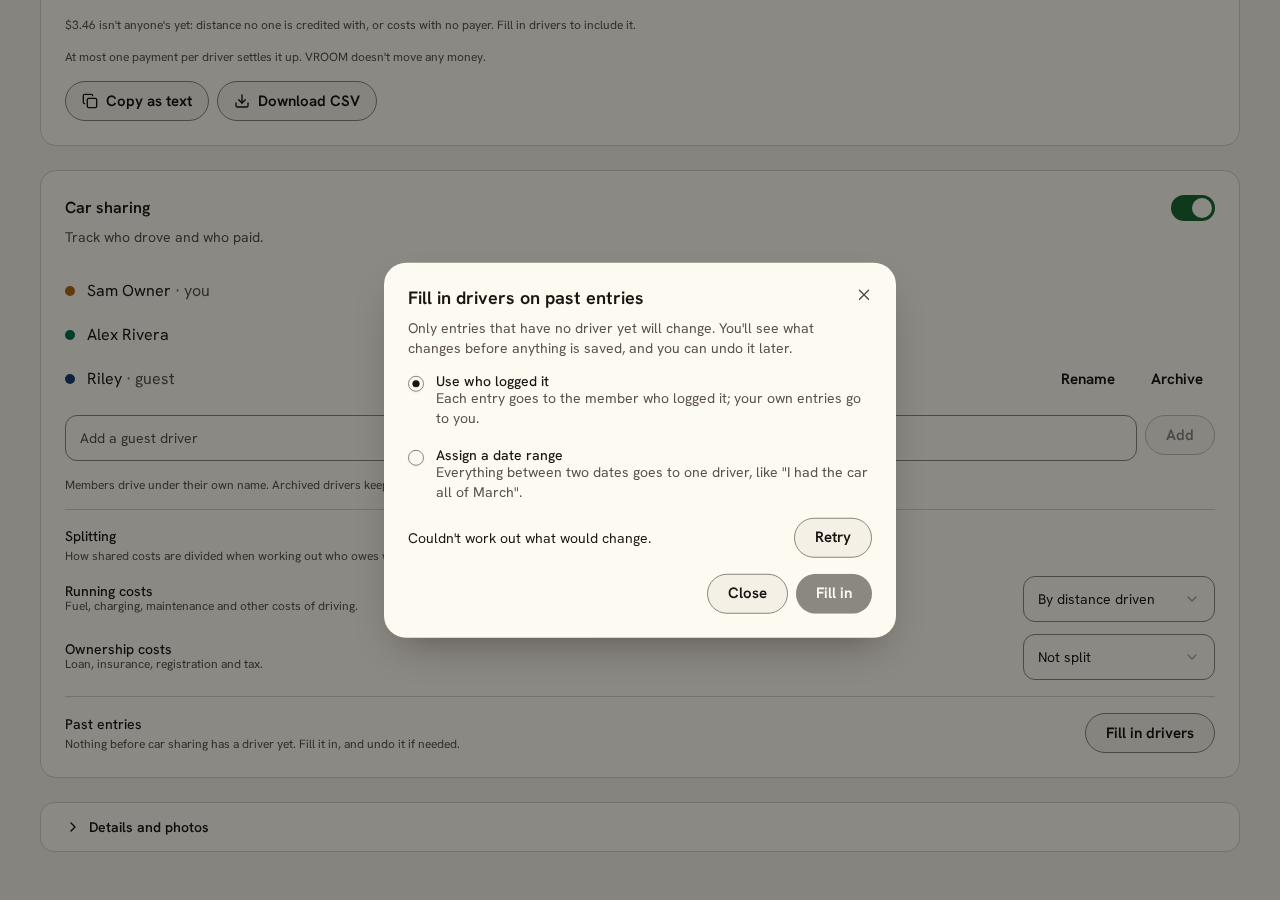 $3.46 isn't anyone's yet: distance no one is credited with, or costs with no payer. Fill in drivers to include it.
At most one payment per driver settles it up. VROOM doesn't move any money.
Copy as text
Download CSV
Car sharing
Track who drove and who paid.
Sam Owner · you
Alex Rivera
Riley · guest
Rename
Archive
Add a guest driver
Add
Members drive under their own name. Archived drivers
Splitting
How shared costs are divided when working out who owes
Running costs
Fuel, charging, maintenance and other costs of driving.
By distance driven
Ownership costs
Loan, insurance, registration and tax.
Not split
Past entries
Nothing before car sharing has a driver yet. Fill it in, and undo it if needed.
Fill in drivers
Details and photos
Fill in drivers on past entries
Only entries that have no driver yet will change. You'll see what
changes before anything is saved, and you can undo it later.
Use who logged it
Each entry goes to the member who logged it; your own entries go
to you.
Assign a date range
Everything between two dates goes to one driver, like "I had the car
all of March".
Couldn't work out what would change.
Retry
Close
Fill in